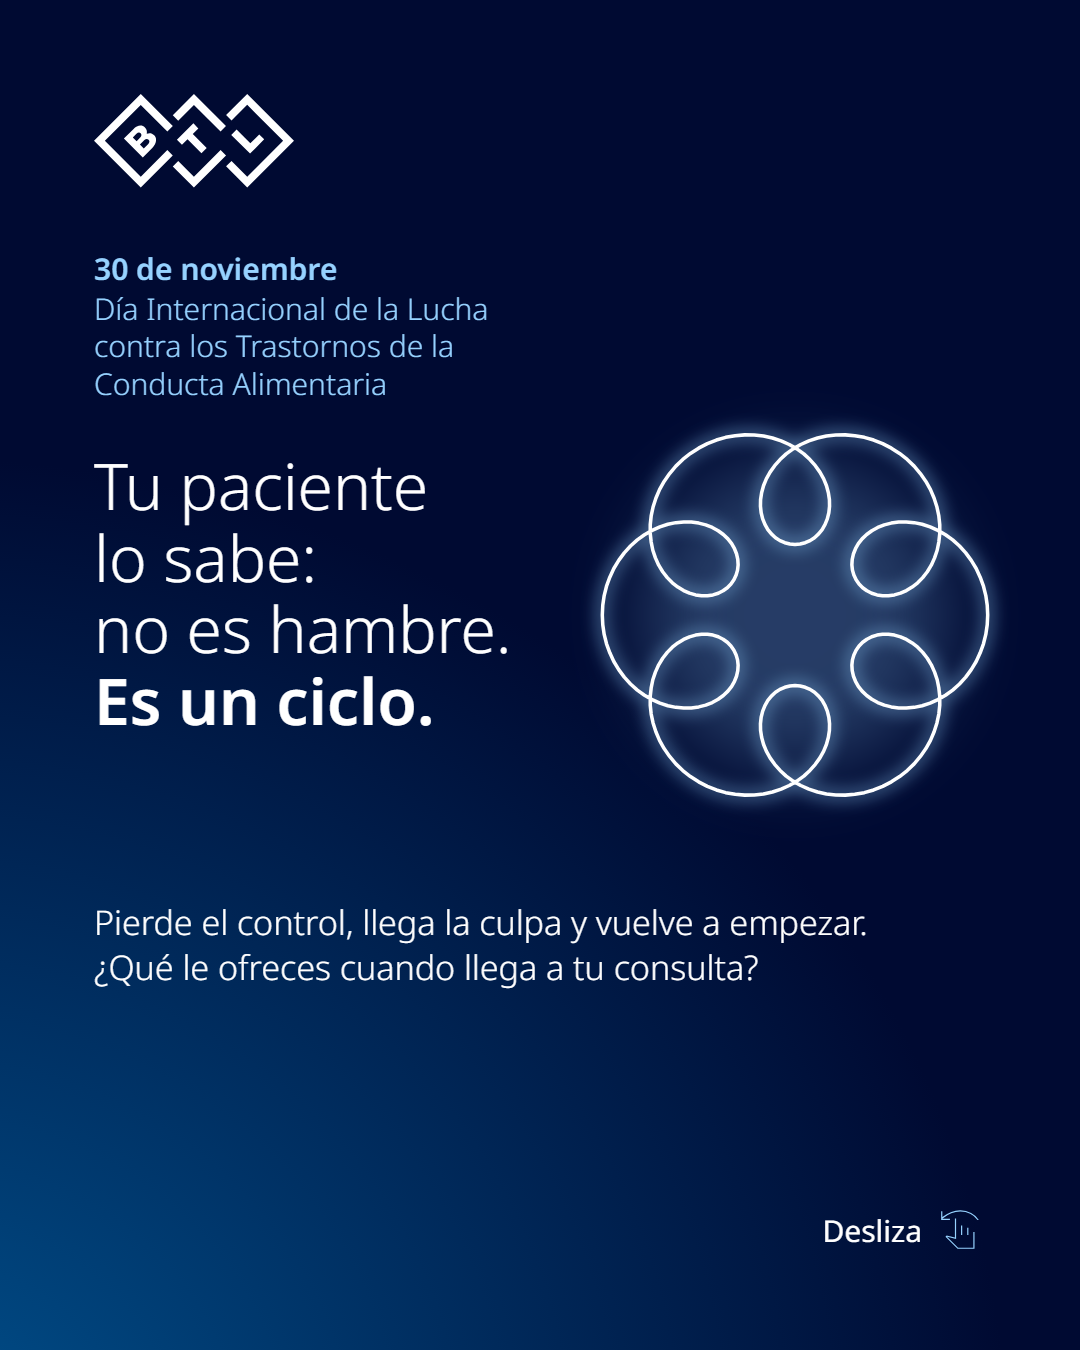 BTL
30 de noviembre
Día Internacional de la Lucha
contra los Trastornos de la
Conducta Alimentaria
Tu paciente
lo sabe:
no es hambre.
Es un ciclo.
Pierde el control, llega la culpa y vuelve a empezar.
¿Qué le ofreces cuando llega a tu consulta?
Desliza